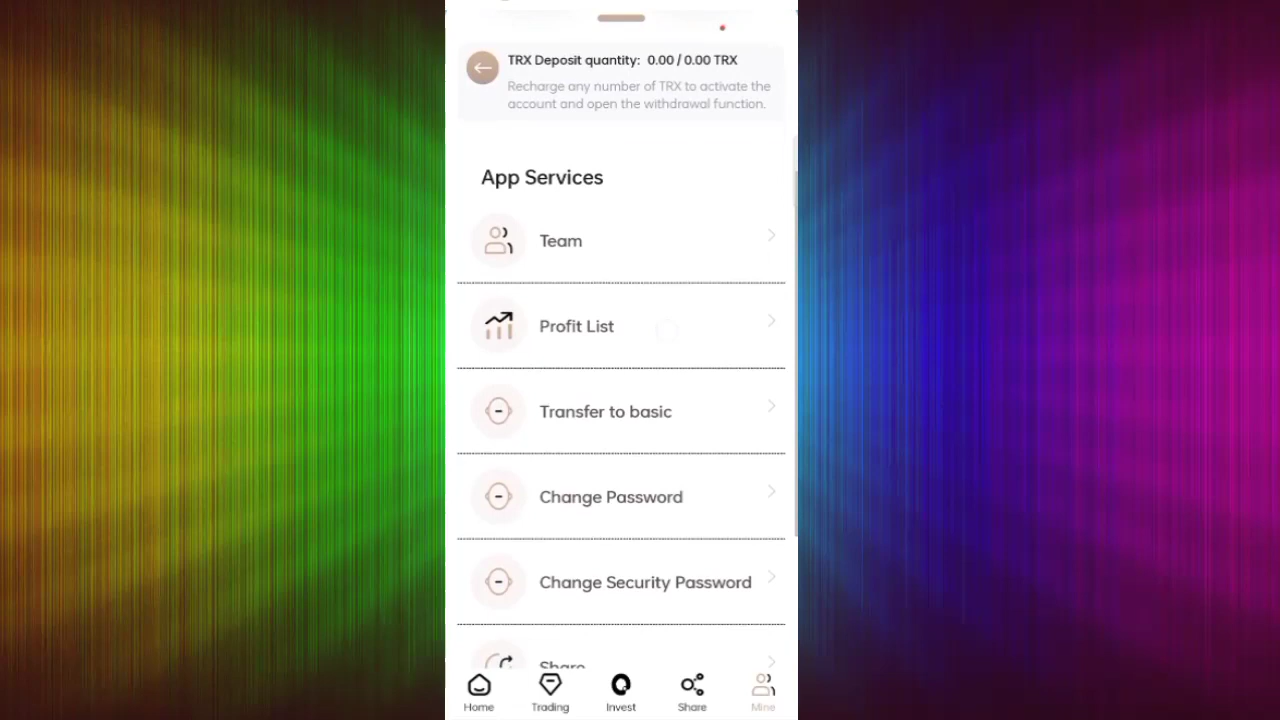 TRX Deposit quantity: 0.00 / 0.00 TRX
Recharge any number of TRX to activate the
account and open the withdrawal function.
App Services
Team
Profit List
Transfer to basic
Change Password
Change Security Password
Share
Home
Trading
Invest
Share
Mine